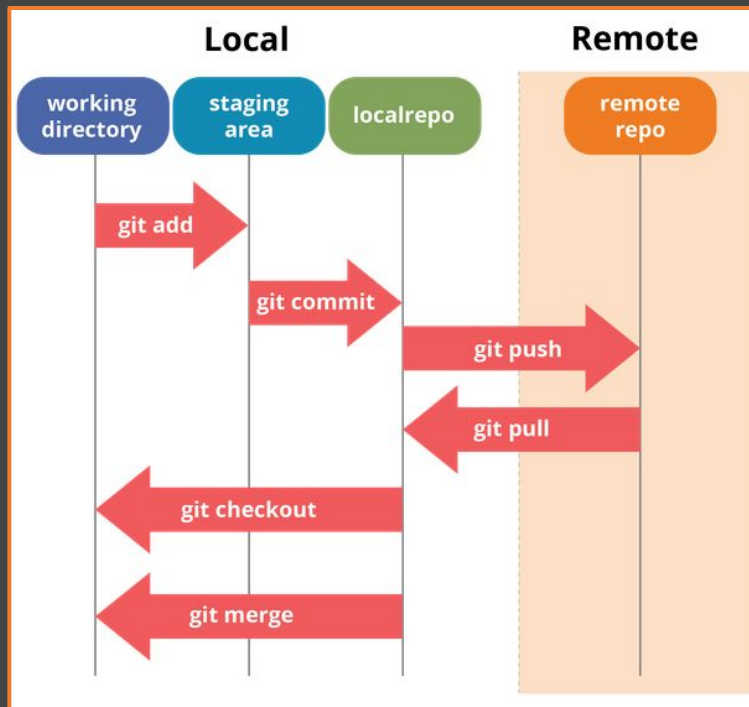 Local
Remote
working
directory
staging
area
localrepo
remote
repo
git add
git commit
git push
git pull
git checkout
git merge